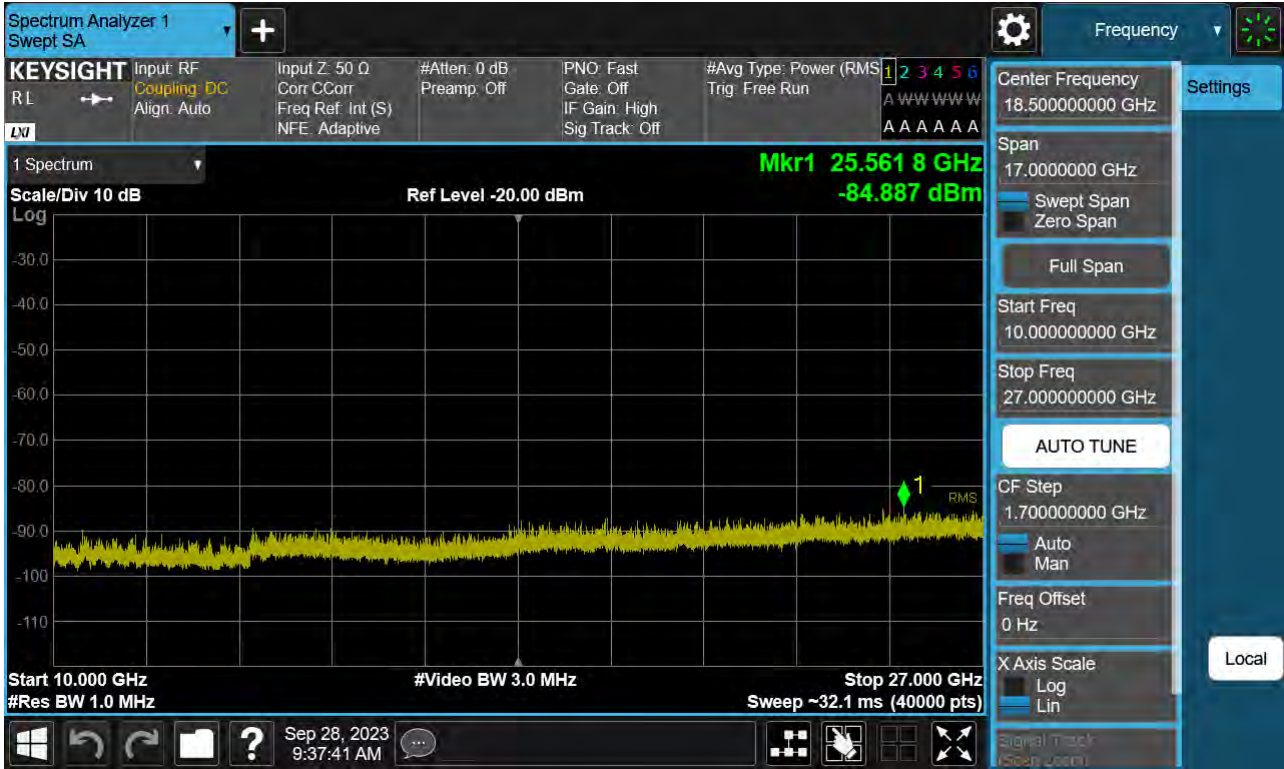 Spectrum Analyzer 1
Swept SA
+
Frequency
KEYSIGHT
RL
LXI
Input: RF
Coupling: DC
Align: Auto
Input Z: 50 Ω
Corr CCorr
Freq Ref: Int (S)
NFE: Adaptive
#Atten: 0 dB
Preamp: Off
PNO: Fast
Gate: Off
IF Gain: High
Sig Track: Off
#Avg Type: Power (RMS
Trig: Free Run
1 2 3 4 5 6
A W W W W W
A A A A A A
1 Spectrum
Scale/Div 10 dB
Log
Ref Level -20.00 dBm
Mkr1 25.561 8 GHz
-84.887 dBm
-30.0
-40.0
-50.0
-60.0
-70.0
-80.0
-90.0
-100
-110
1
RMS
Start 10.000 GHz
#Res BW 1.0 MHz
#Video BW 3.0 MHz
Stop 27.000 GHz
Sweep ~32.1 ms (40000 pts)
Center Frequency
18.500000000 GHz
Span
17.0000000 GHz
Swept Span
Zero Span
Full Span
Start Freq
10.000000000 GHz
Stop Freq
27.000000000 GHz
AUTO TUNE
CF Step
1.700000000 GHz
Auto
Man
Freq Offset
0 Hz
X Axis Scale
Log
Lin
Signal Track
(Span Zoom)
Settings
Local
?
Sep 28, 2023
9:37:41 AM